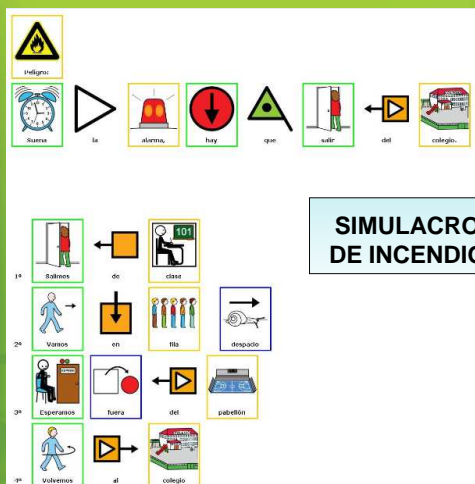 Peligro:
Suena la alarma, hay que salir del colegio.
SIMULACRO
DE INCENDIO
1º Salimos de clase
101
2º Vamos en fila despacio
3º Esperamos fuera del pabellón
4º Volvemos al colegio